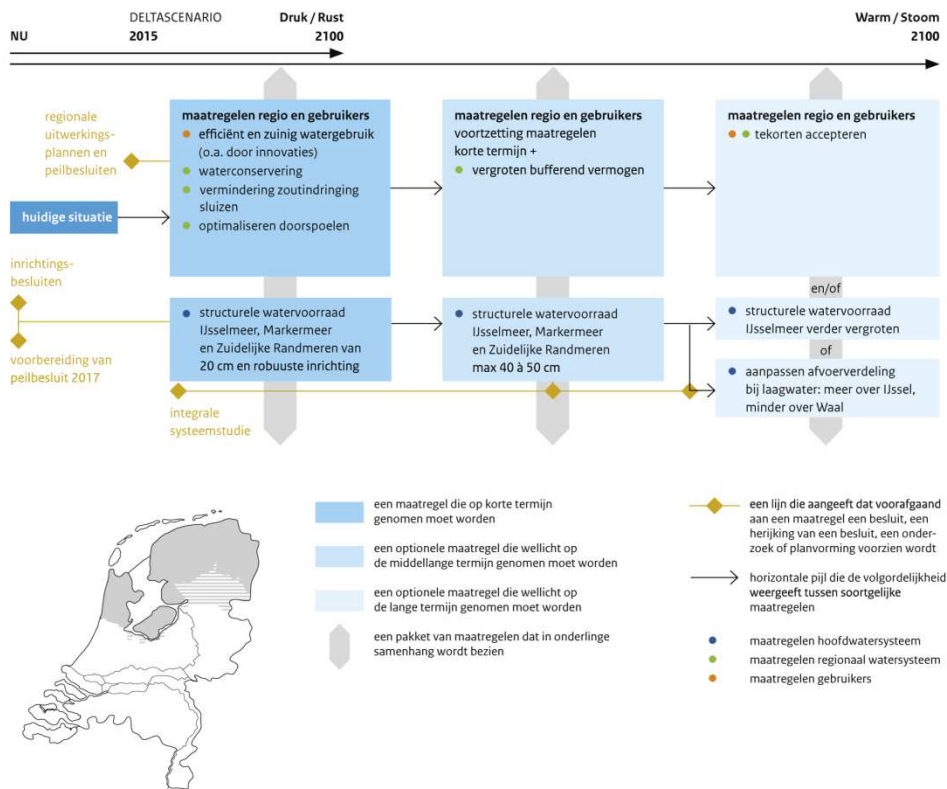 DELTASCENARIO
Druk / Rust
Warm / Stoom
NU
2015
2100
2100
regionale
uitwerkings-
plannen en
peilbesluiten
huidige situatie
inrichtings-
besluiten
voorbereiding van
peilbesluit 2017
maatregelen regio en gebruikers
efficiënt en zuinig watergebruik
(o.a. door innovaties)
waterconservering
vermindering zoutindringing
sluizen
optimaliseren doorspoelen
structurele watervoorraad
IJsselmeer, Markermeer
en Zuidelijke Randmeren van
20 cm en robuuste inrichting
integrale
systeemstudie
maatregelen regio en gebruikers
voortzetting maatregelen
korte termijn +
vergroten bufferend vermogen
structurele watervoorraad
IJsselmeer, Markermeer
en Zuidelijke Randmeren
max 40 à 50 cm
maatregelen regio en gebruikers
tekorten accepteren
en/of
structurele watervoorraad
IJsselmeer verder vergroten
of
aanpassen afvoerverdeling
bij laagwater: meer over IJssel,
minder over Waal
een maatregel die op korte termijn
genomen moet worden
een optionele maatregel die wellicht op
de middellange termijn genomen moet worden
een optionele maatregel die wellicht op
de lange termijn genomen moet worden
een pakket van maatregelen dat in onderlinge
samenhang wordt bezien
een lijn die aangeeft dat voorafgaand
aan een maatregel een besluit, een
herijking van een besluit, een onder-
zoek of planvorming voorzien wordt
horizontale pijl die de volgordelijkheid
weergeeft tussen soortgelijke
maatregelen
maatregelen hoofdwatersysteem
maatregelen regionaal watersysteem
maatregelen gebruikers